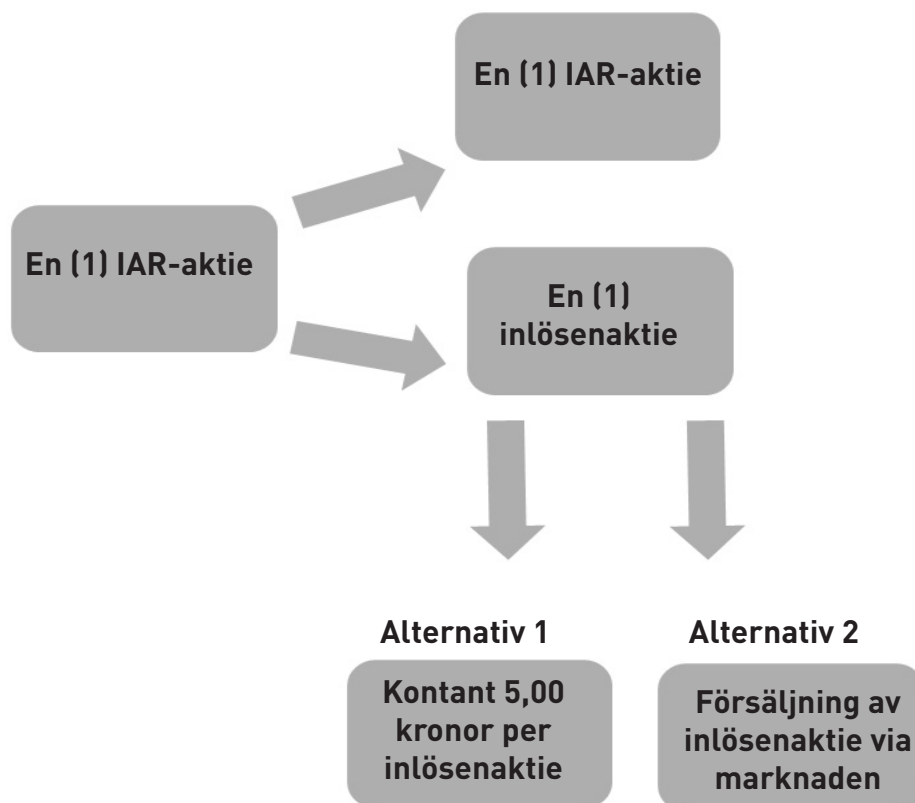 En (1) IAR-aktie
En (1) IAR-aktie
En (1)
inlösenaktie
Alternativ 1
Kontant 5,00
kronor per
inlösenaktie
Alternativ 2
Försäljning av
inlösenaktie via
marknaden